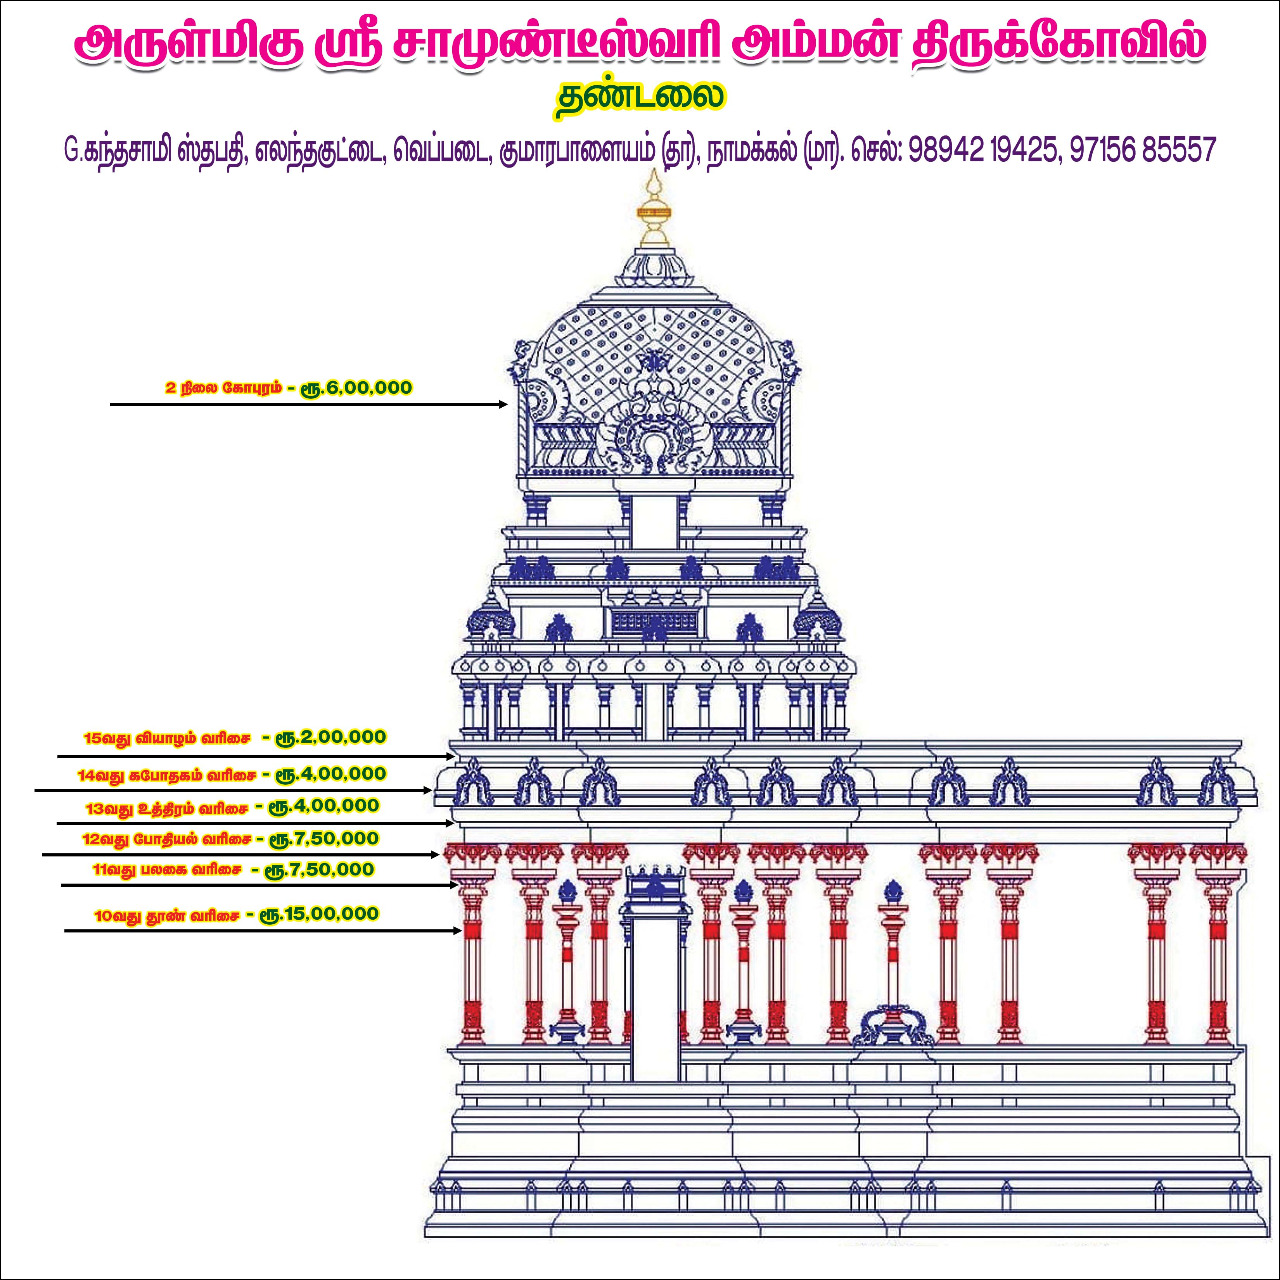 அருள்மிகு ஸ்ரீ சாமுண்டீஸ்வரி அம்மன் திருக்கோவில்
தண்டலை
G.கந்தசாமி ஸ்தபதி, எலந்தகுட்டை, வெப்படை, குமாரபாளையம் (தா), நாமக்கல் (மா). செல்: 98942 19425, 97156 85557
2 நிலை கோபுரம் - ரூ.6,00,000
15வது வியாழம் வரிசை - ரூ.2,00,000
14வது கபோதகம் வரிசை - ரூ.4,00,000
13வது உத்திரம் வரிசை - ரூ.4,00,000
12வது போதியல் வரிசை - ரூ.7,50,000
11வது பலகை வரிசை - ரூ.7,50,000
10வது தூண் வரிசை - ரூ.15,00,000